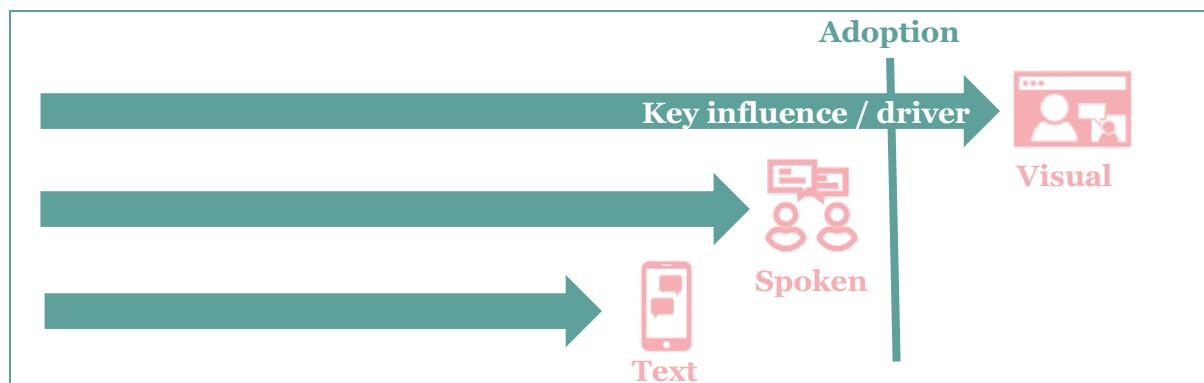 Adoption
Key influence / driver
Visual
Spoken
Text